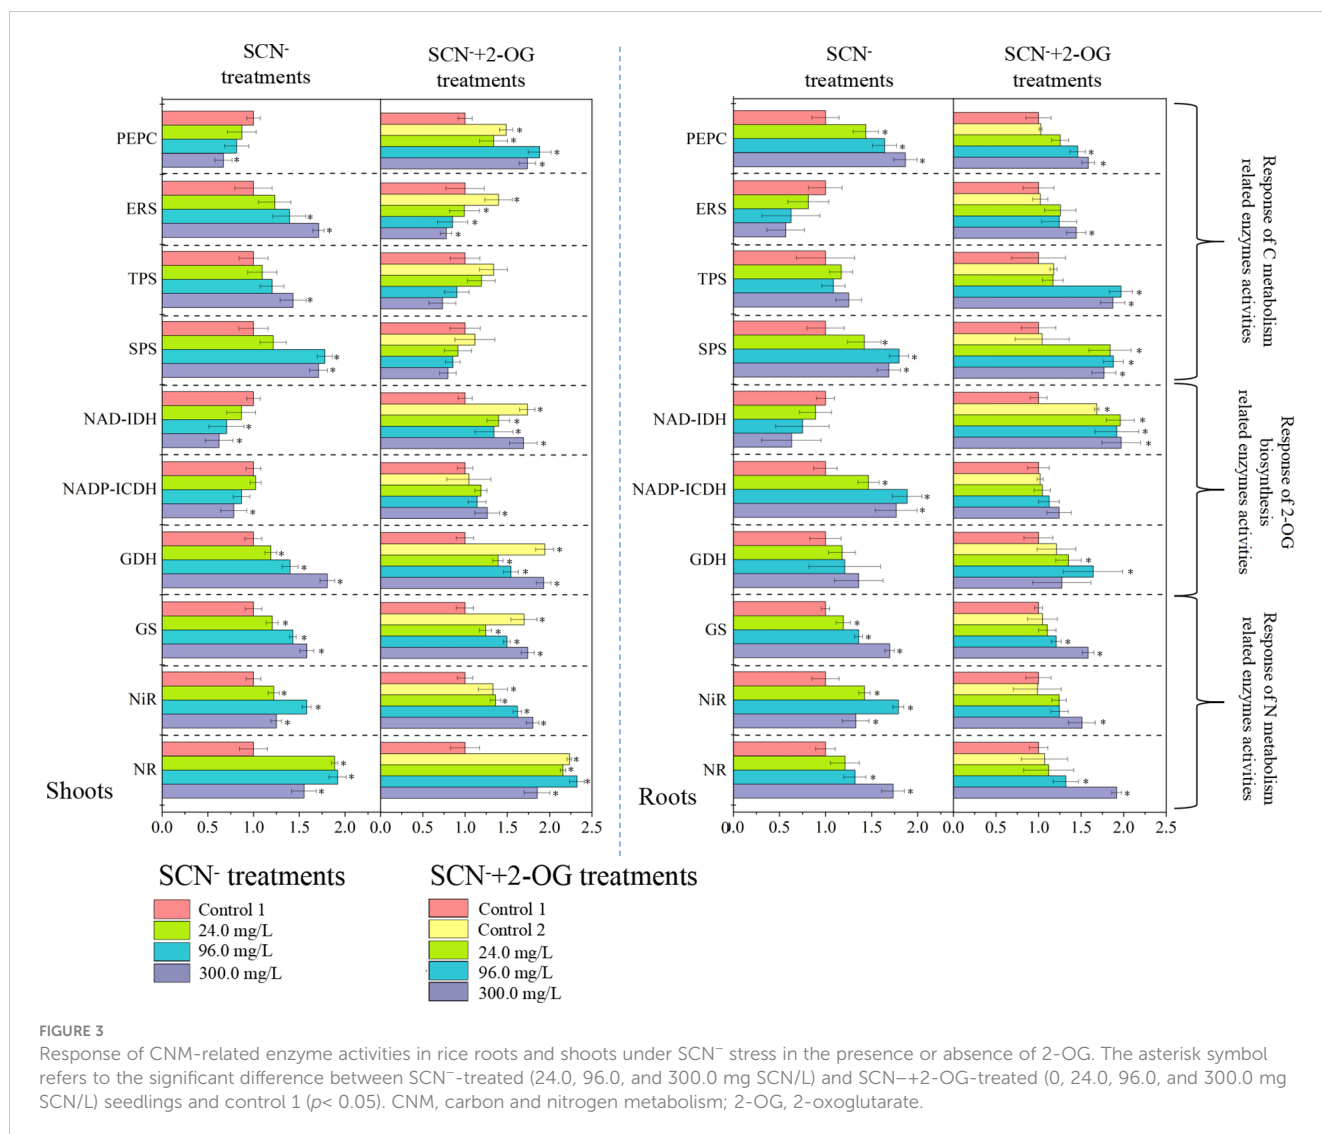 SCN-
treatments
SCN-+2-OG
treatments
SCN-
treatments
SCN-+2-OG
treatments
PEPC
ERS
TPS
SPS
NAD-IDH
NADP-ICDH
GDH
GS
NiR
NR
Shoots
0.0 0.5 1.0 1.5 2.0
0.0 0.5 1.0 1.5 2.0 2.5
PEPC
ERS
TPS
SPS
NAD-IDH
NADP-ICDH
GDH
GS
NiR
NR
Roots
0.0 0.5 1.0 1.5 2.0
0.0 0.5 1.0 1.5 2.0 2.5
Response of C metabolism
related enzymes activities
Response of 2-OG
biosynthesis
related enzymes activities
Response of N metabolism
related enzymes activities
SCN- treatments
Control 1
24.0 mg/L
96.0 mg/L
300.0 mg/L
SCN-+2-OG treatments
Control 1
Control 2
24.0 mg/L
96.0 mg/L
300.0 mg/L
FIGURE 3
Response of CNM-related enzyme activities in rice roots and shoots under SCN− stress in the presence or absence of 2-OG. The asterisk symbol
refers to the significant difference between SCN−-treated (24.0, 96.0, and 300.0 mg SCN/L) and SCN−+2-OG-treated (0, 24.0, 96.0, and 300.0 mg
SCN/L) seedlings and control 1 (p< 0.05). CNM, carbon and nitrogen metabolism; 2-OG, 2-oxoglutarate.